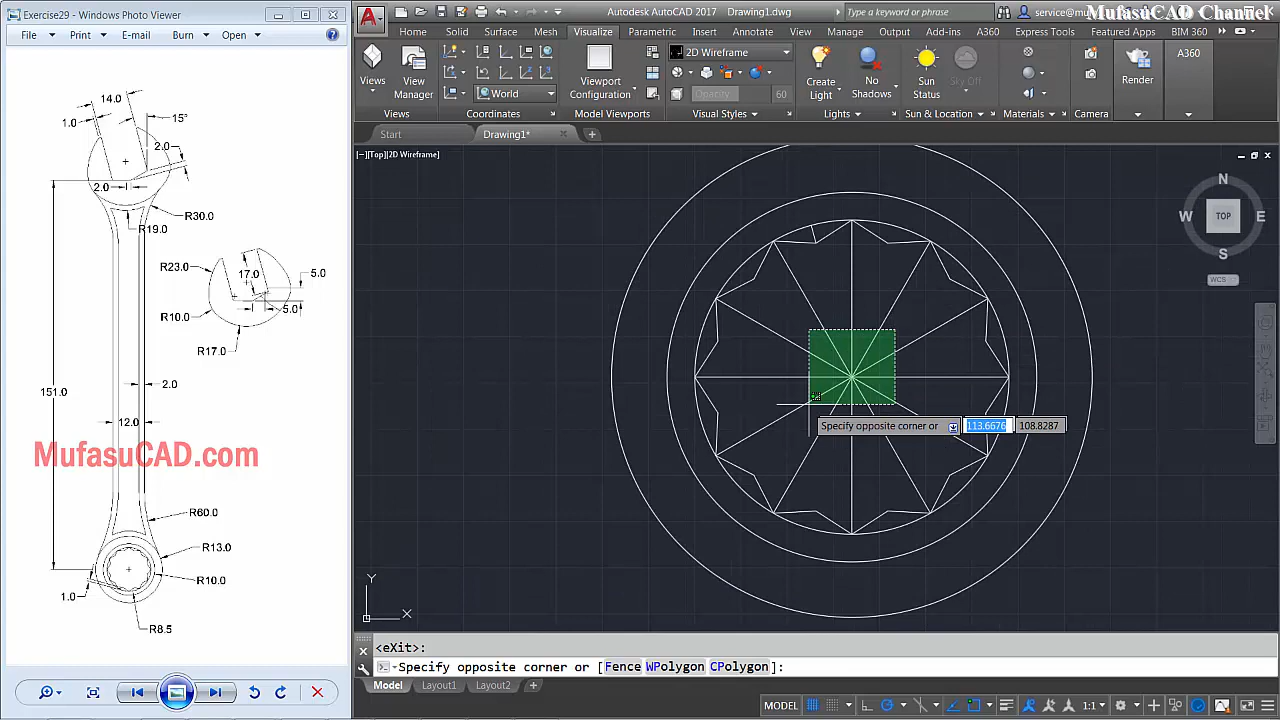 Exercise29 - Windows Photo Viewer
File Print E-mail Burn Open
14.0
1.0
15°
2.0
2.0
R30.0
R19.0
R23.0
17.0
5.0
5.0
R10.0
R17.0
151.0
2.0
12.0
MufasuCAD.com
R60.0
R13.0
R10.0
1.0
R8.5
Autodesk AutoCAD 2017 Drawing1.dwg
Type a keyword or phrase
MufasuCAD Channel
Home Solid Surface Mesh Visualize Parametric Insert Annotate View Manage Output Add-ins A360 Express Tools Featured Apps BIM 360
Views
View
Manager
World
Viewport
Configuration
2D Wireframe
Opacity 60
Create
Light
No
Shadows
Sun
Status
Sky Off
Render
A360
Views Coordinates Model Viewports Visual Styles Lights Sun & Location Materials Camera
Start Drawing1*
[−][Top][2D Wireframe]
N
W TOP E
S
WCS
Specify opposite corner or 113.6676 108.8287
Y
X
<eXit>:
Specify opposite corner or [Fence WPolygon CPolygon]:
Model Layout1 Layout2
MODEL 1:1